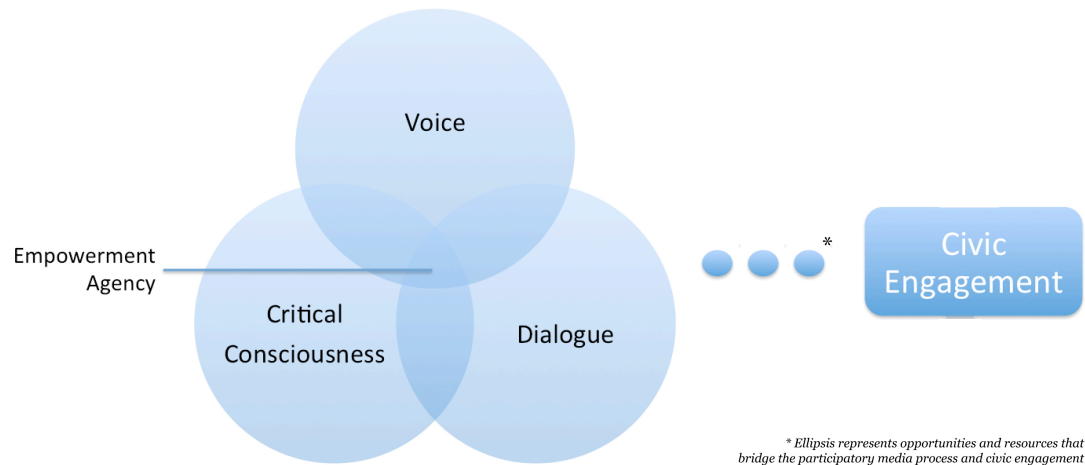 Voice
Empowerment
Agency
Critical
Consciousness
Dialogue
*
Civic
Engagement
* Ellipsis represents opportunities and resources that
bridge the participatory media process and civic engagement